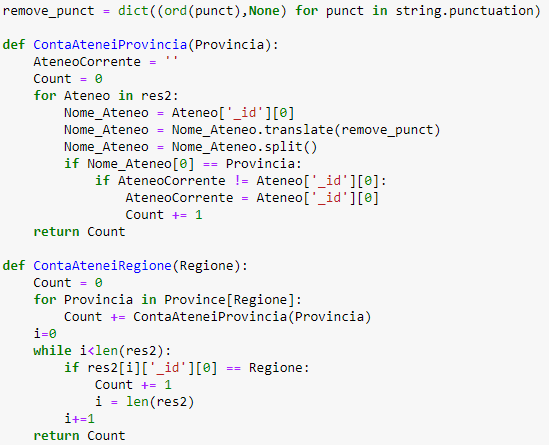 remove_punct = dict((ord(punct),None) for punct in string.punctuation)
def ContaAteneiProvincia(Provincia):
    AteneoCorrente = ''
    Count = 0
    for Ateneo in res2:
        Nome_Ateneo = Ateneo['_id'][0]
        Nome_Ateneo = Nome_Ateneo.translate(remove_punct)
        Nome_Ateneo = Nome_Ateneo.split()
        if Nome_Ateneo[0] == Provincia:
            if AteneoCorrente != Ateneo['_id'][0]:
                AteneoCorrente = Ateneo['_id'][0]
                Count += 1
    return Count
def ContaAteneiRegione(Regione):
    Count = 0
    for Provincia in Province[Regione]:
        Count += ContaAteneiProvincia(Provincia)
    i=0
    while i<len(res2):
        if res2[i]['_id'][0] == Regione:
            Count += 1
            i = len(res2)
        i+=1
    return Count